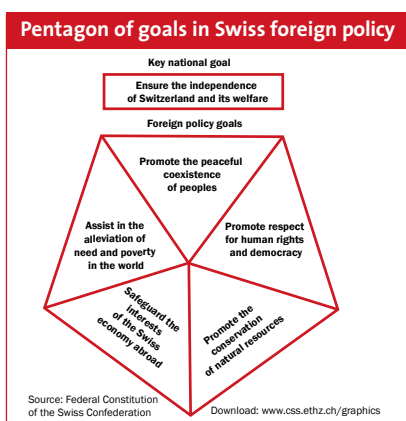 Pentagon of goals in Swiss foreign policy
Key national goal
Ensure the independence
of Switzerland and its welfare
Foreign policy goals
Promote the peaceful
coexistence
of peoples
Assist in the
alleviation of
need and poverty
in the world
Promote respect
for human rights
and democracy
Safeguard the
interests
of the Swiss
economy abroad
Promote the
conservation
of natural resources
Source: Federal Constitution
of the Swiss Confederation
Download: www.css.ethz.ch/graphics